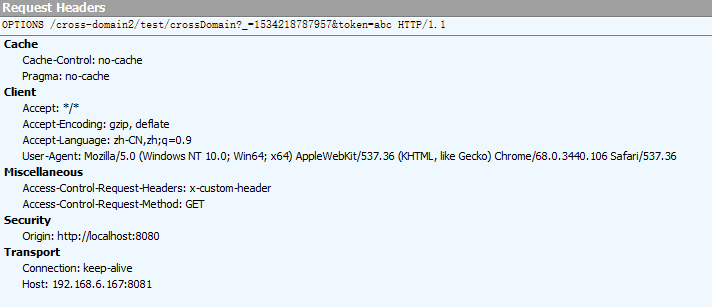 Request Headers
OPTIONS /cross-domain2/test/crossDomain?_=1534218787957&token=abc HTTP/1.1
Cache
Cache-Control: no-cache
Pragma: no-cache
Client
Accept: */*
Accept-Encoding: gzip, deflate
Accept-Language: zh-CN,zh;q=0.9
User-Agent: Mozilla/5.0 (Windows NT 10.0; Win64; x64) AppleWebKit/537.36 (KHTML, like Gecko) Chrome/68.0.3440.106 Safari/537.36
Miscellaneous
Access-Control-Request-Headers: x-custom-header
Access-Control-Request-Method: GET
Security
Origin: http://localhost:8080
Transport
Connection: keep-alive
Host: 192.168.6.167:8081